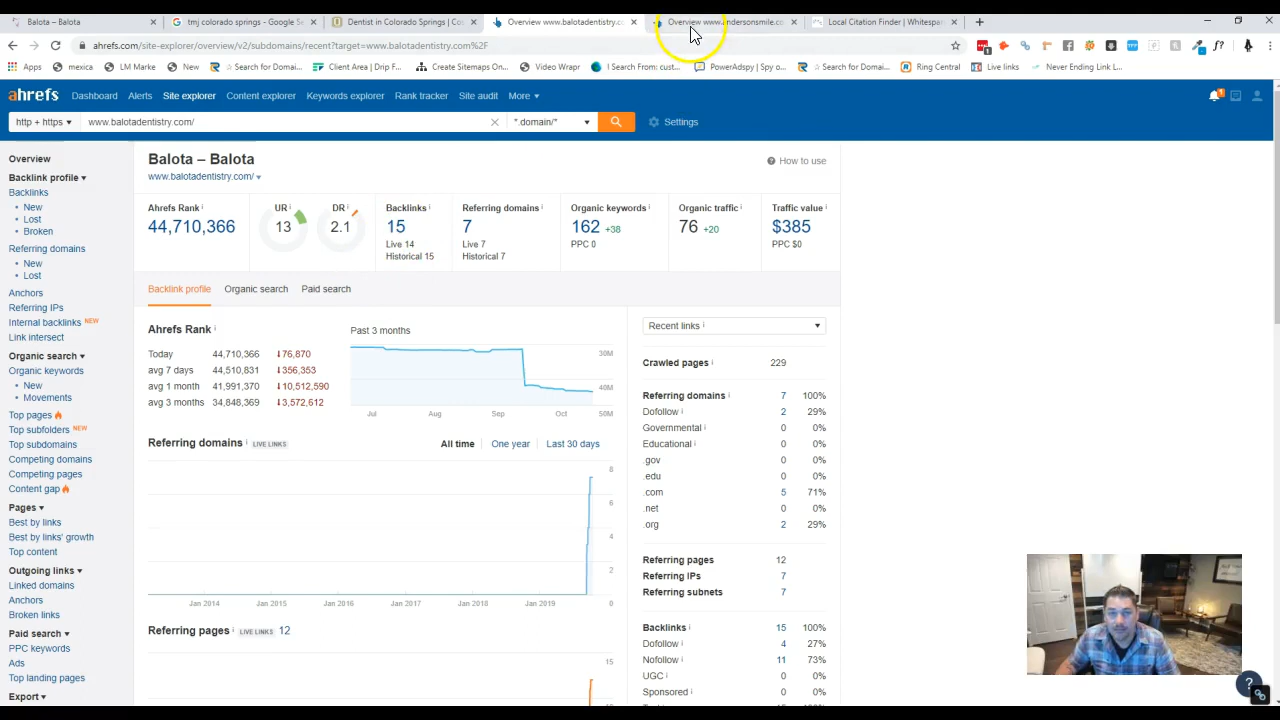 Balota – Balota
tmj colorado springs - Google Se
Dentist in Colorado Springs | Cos
Overview www.balotadentistry.co
Overview www.andersonsmile.co
Local Citation Finder | Whitespar
ahrefs.com/site-explorer/overview/v2/subdomains/recent?target=www.balotadentistry.com%2F
Apps
mexica
LM Marke
New
Search for Domai...
Client Area | Drip F...
Create Sitemaps On...
Video Wrapr
I Search From: cust...
PowerAdspy | Spy o...
Search for Domai...
Ring Central
Live links
Never Ending Link L...
ahrefs Dashboard Alerts Site explorer Content explorer Keywords explorer Rank tracker Site audit More
http + https www.balotadentistry.com/ *.domain/* Settings
Overview
Backlink profile
Backlinks
New
Lost
Broken
Referring domains
New
Lost
Anchors
Referring IPs
Internal backlinks NEW
Link intersect
Organic search
Organic keywords
New
Movements
Top pages
Top subfolders NEW
Top subdomains
Competing domains
Competing pages
Content gap
Pages
Best by links
Best by links' growth
Top content
Outgoing links
Linked domains
Anchors
Broken links
Paid search
PPC keywords
Ads
Top landing pages
Export
Balota – Balota
How to use
www.balotadentistry.com/
Ahrefs Rank
44,710,366
UR
13
DR
2.1
Backlinks
15
Live 14
Historical 15
Referring domains
7
Live 7
Historical 7
Organic keywords
162 +38
PPC 0
Organic traffic
76 +20
Traffic value
$385
PPC $0
Backlink profile Organic search Paid search
Ahrefs Rank
Today 44,710,366 ↓76,870
avg 7 days 44,510,831 ↓356,353
avg 1 month 41,991,370 ↓10,512,590
avg 3 months 34,848,369 ↓3,572,612
Past 3 months
30M
40M
50M
Jul Aug Sep Oct
Referring domains LIVE LINKS All time One year Last 30 days
8
6
4
2
0
Jan 2014 Jan 2015 Jan 2016 Jan 2017 Jan 2018 Jan 2019
Referring pages LIVE LINKS 12
15
Recent links
Crawled pages 229
Referring domains 7 100%
Dofollow 2 29%
Governmental 0 0%
Educational 0 0%
.gov 0 0%
.edu 0 0%
.com 5 71%
.net 0 0%
.org 2 29%
Referring pages 12
Referring IPs 7
Referring subnets 7
Backlinks 15 100%
Dofollow 4 27%
Nofollow 11 73%
UGC 0 0%
Sponsored 0 0%